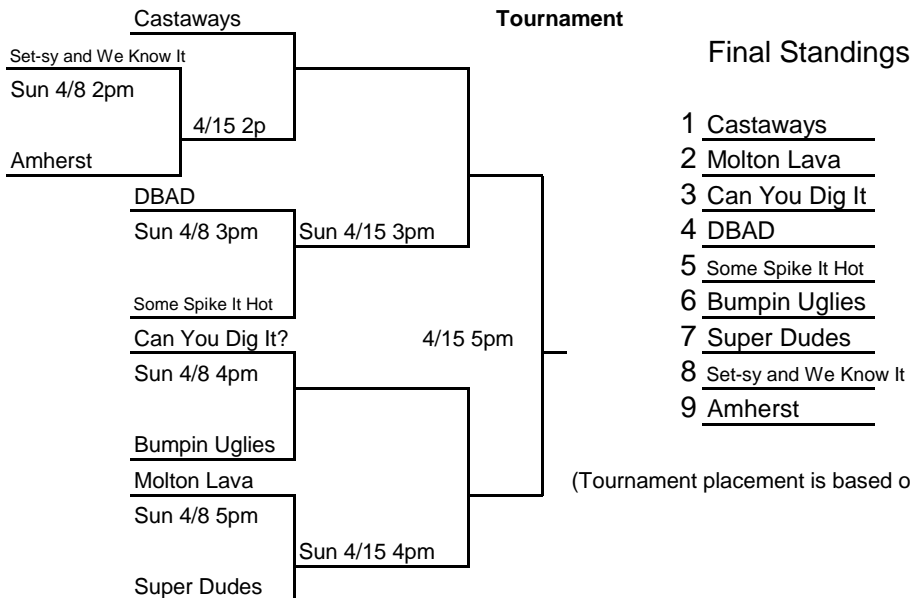 Castaways
Tournament
Set-sy and We Know It
Final Standings
Sun 4/8 2pm
4/15 2p
Amherst
DBAD
Sun 4/8 3pm
Sun 4/15 3pm
Some Spike It Hot
Can You Dig It?
4/15 5pm
Sun 4/8 4pm
Bumpin Uglies
Molton Lava
Sun 4/8 5pm
Sun 4/15 4pm
Super Dudes
1 Castaways
2 Molton Lava
3 Can You Dig It
4 DBAD
5 Some Spike It Hot
6 Bumpin Uglies
7 Super Dudes
8 Set-sy and We Know It
9 Amherst
(Tournament placement is based o